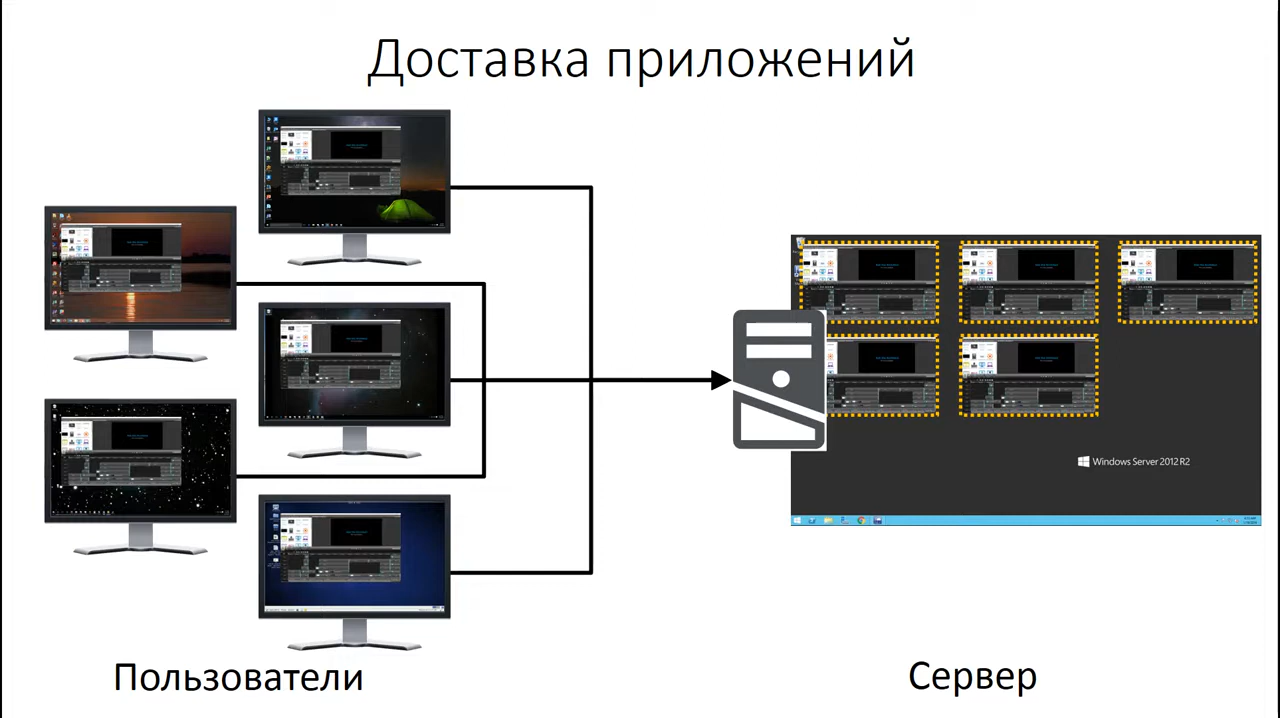 Доставка приложений
Windows Server 2012 R2
Пользователи
Сервер